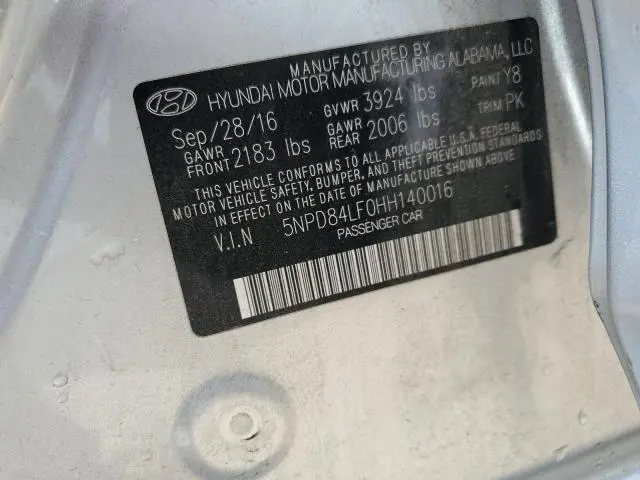 MANUFACTURED BY
HYUNDAI MOTOR MANUFACTURING ALABAMA, LLC
Sep/28/16 GVWR 3924 lbs PAINT Y8
GAWR FRONT 2183 lbs GAWR REAR 2006 lbs TRIM PK
THIS VEHICLE CONFORMS TO ALL APPLICABLE U.S.A. FEDERAL
MOTOR VEHICLE SAFETY, BUMPER, AND THEFT PREVENTION STANDARDS
IN EFFECT ON THE DATE OF MANUFACTURE SHOWN ABOVE.
V.I.N 5NPD84LF0HH140016
PASSENGER CAR